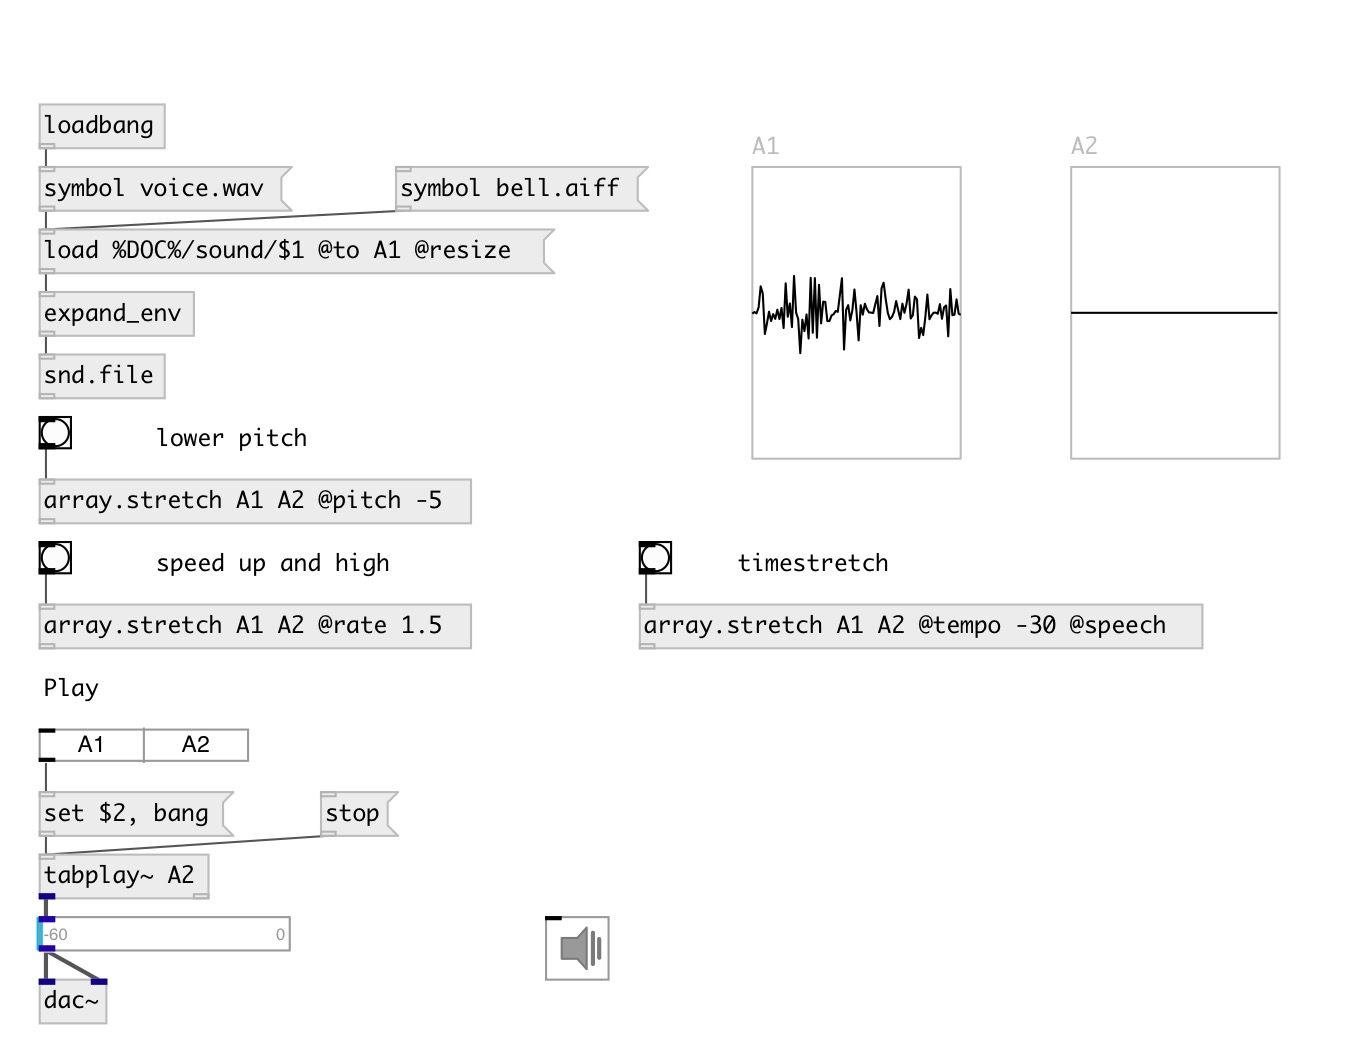 loadbang
A1
A2
symbol voice.wav
symbol bell.aiff
load %DOC%/sound/$1 @to A1 @resize
expand_env
snd.file
lower pitch
array.stretch A1 A2 @pitch -5
speed up and high
timestretch
array.stretch A1 A2 @rate 1.5
array.stretch A1 A2 @tempo -30 @speech
Play
A1
A2
set $2, bang
stop
tabplay~ A2
-60
0
dac~